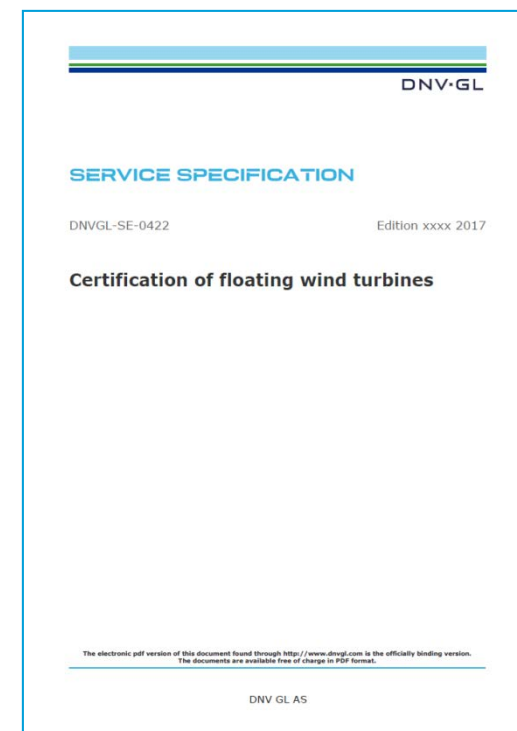 DNV·GL
SERVICE SPECIFICATION
DNVGL-SE-0422 Edition xxxx 2017
Certification of floating wind turbines
The electronic pdf version of this document found through http://www.dnvgl.com is the officially binding version.
The documents are available free of charge in PDF format.
DNV GL AS